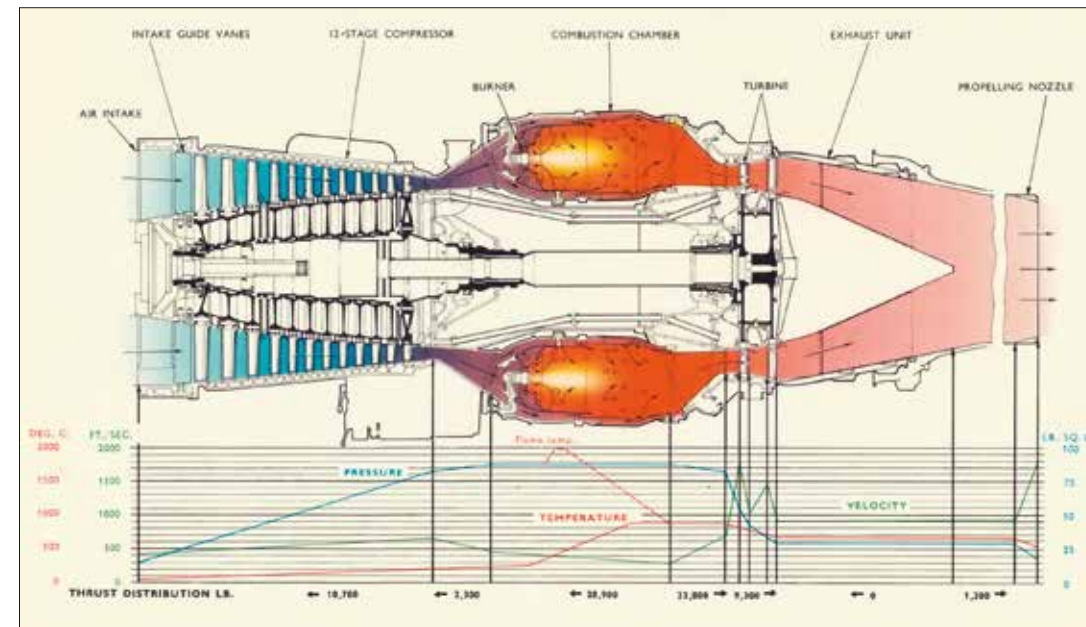 INTAKE GUIDE VANES
12-STAGE COMPRESSOR
COMBUSTION CHAMBER
EXHAUST UNIT
BURNER
TURBINE
PROPELLING NOZZLE
AIR INTAKE
DEG. C.
FT./SEC.
Flame temp.
LB./SQ.
2000
2000
100
PRESSURE
1500
1500
75
VELOCITY
1000
1000
50
TEMPERATURE
500
500
25
0
0
0
THRUST DISTRIBUTION LB.
← 10,700
← 2,300
← 20,900
23,800 →
9,300 →
← 0
1,200 →